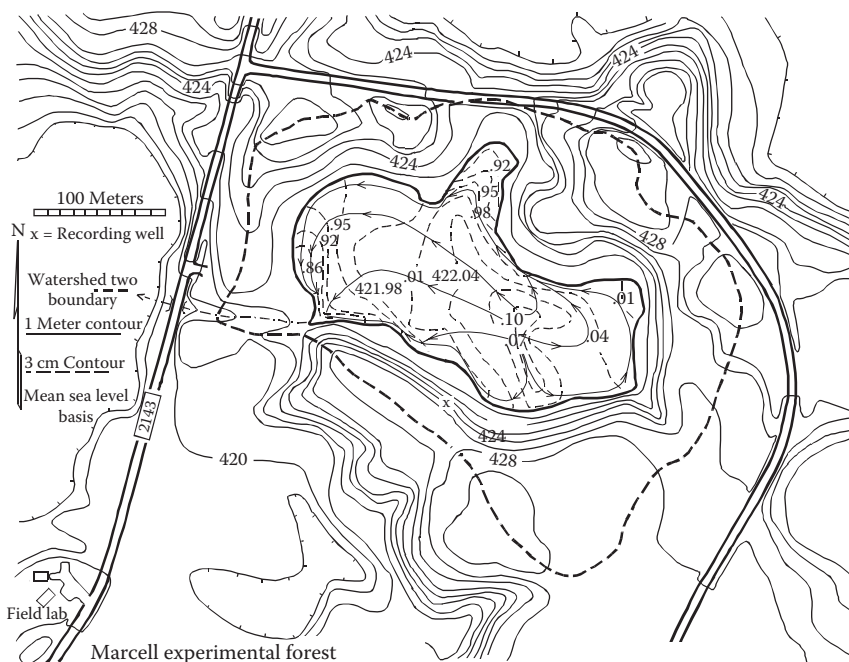 428
424
424
424
100 Meters
N x = Recording well
Watershed two
boundary
1 Meter contour
3 cm Contour
Mean sea level
basis
424
92
.95
.98
.95
92
.86
.01
422.04
421.98
.01
.10
.07
.04
428
424
x
424
428
420
2143
Field lab
Marcell experimental forest